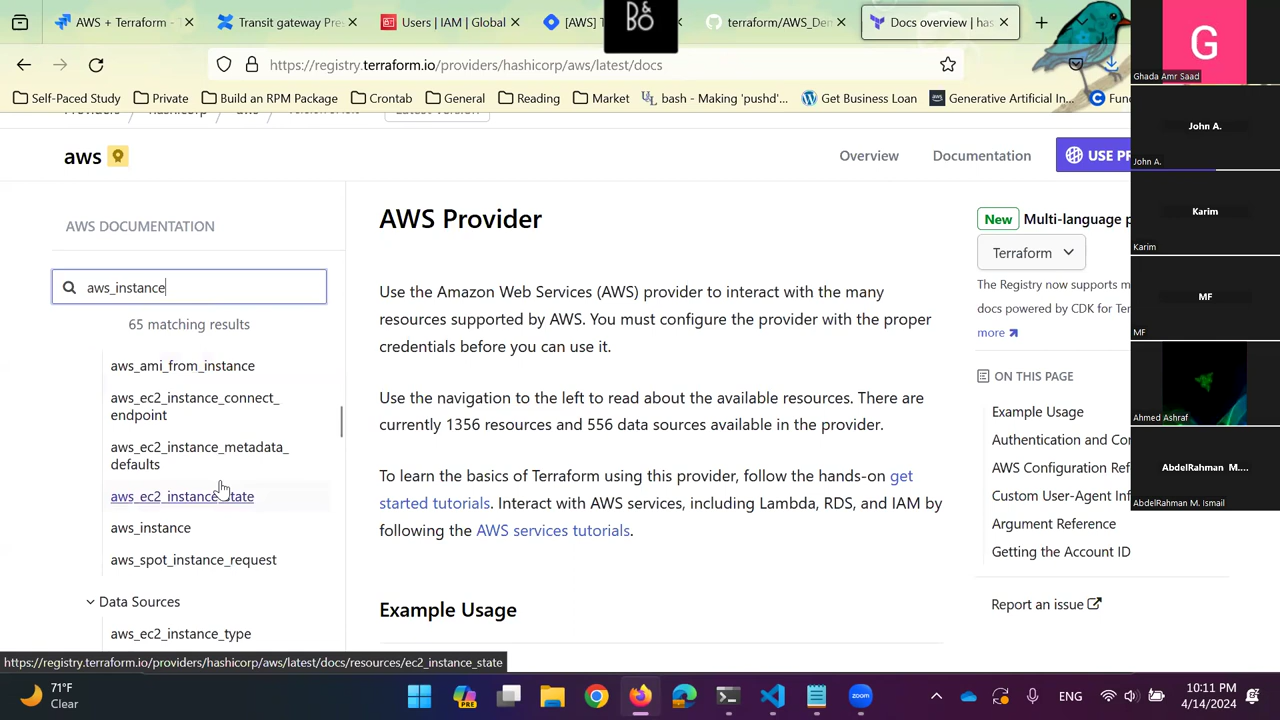 AWS + Terraform -
Transit gateway Pres
Users | IAM | Global
[AWS] T
terraform/AWS_Dem
Docs overview | has
D&
BO
https://registry.terraform.io/providers/hashicorp/aws/latest/docs
Self-Paced Study
Private
Build an RPM Package
Crontab
General
Reading
Market
bash - Making 'pushd'...
Get Business Loan
Generative Artificial In...
aws
Overview
Documentation
USE PR
AWS DOCUMENTATION
aws_instance
65 matching results
aws_ami_from_instance
aws_ec2_instance_connect_
endpoint
aws_ec2_instance_metadata_
defaults
aws_ec2_instance_state
aws_instance
aws_spot_instance_request
Data Sources
aws_ec2_instance_type
https://registry.terraform.io/providers/hashicorp/aws/latest/docs/resources/ec2_instance_state
AWS Provider
Use the Amazon Web Services (AWS) provider to interact with the many
resources supported by AWS. You must configure the provider with the proper
credentials before you can use it.
Use the navigation to the left to read about the available resources. There are
currently 1356 resources and 556 data sources available in the provider.
To learn the basics of Terraform using this provider, follow the hands-on get
started tutorials. Interact with AWS services, including Lambda, RDS, and IAM by
following the AWS services tutorials.
Example Usage
New Multi-language p
Terraform
The Registry now supports m
docs powered by CDK for Ter
more
ON THIS PAGE
Example Usage
Authentication and Cor
AWS Configuration Ref
Custom User-Agent Inf
Argument Reference
Getting the Account ID
Report an issue
G
Ghada Amr Saad
John A.
John A.
Karim
Karim
MF
MF
Ahmed Ashraf
AbdelRahman M....
AbdelRahman M. Ismail
71°F
Clear
PRE
zoom
ENG
10:11 PM
4/14/2024